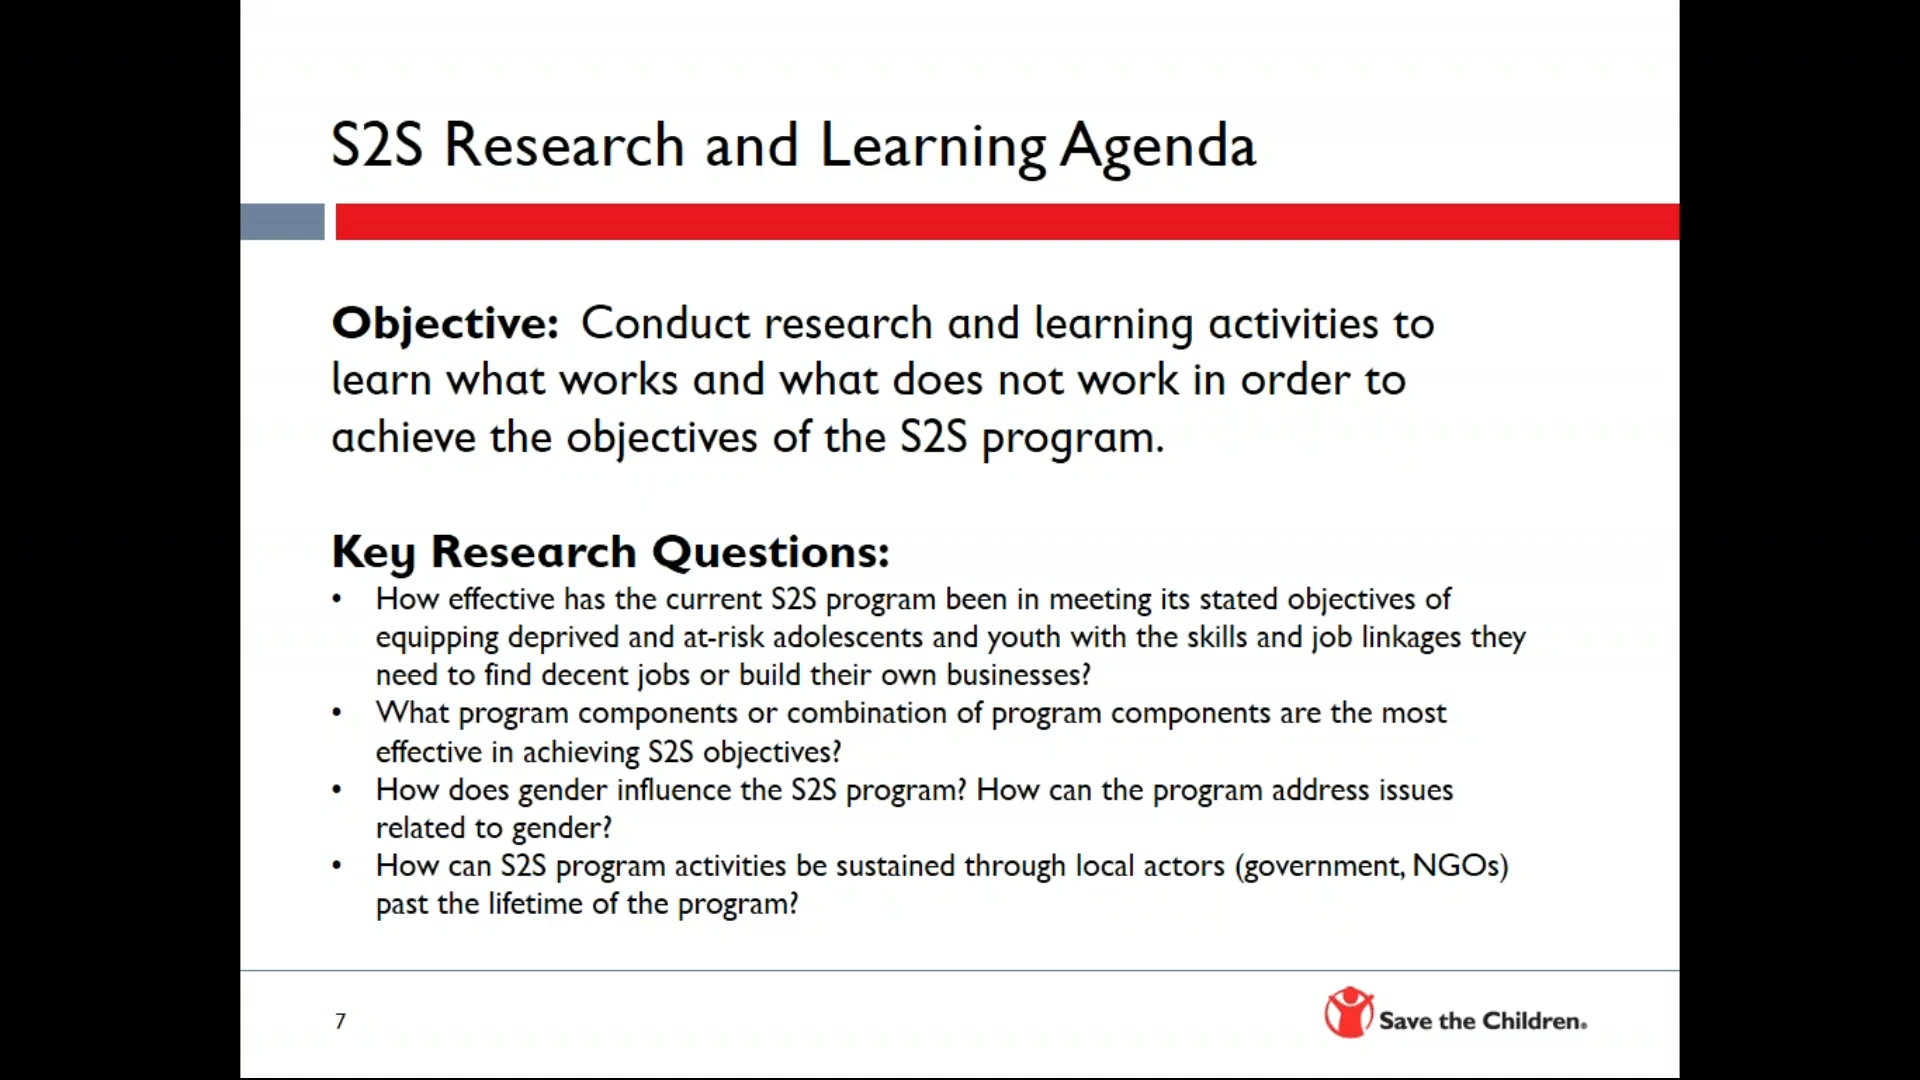 S2S Research and Learning Agenda
Objective: Conduct research and learning activities to
learn what works and what does not work in order to
achieve the objectives of the S2S program.
Key Research Questions:
• How effective has the current S2S program been in meeting its stated objectives of
equipping deprived and at-risk adolescents and youth with the skills and job linkages they
need to find decent jobs or build their own businesses?
• What program components or combination of program components are the most
effective in achieving S2S objectives?
• How does gender influence the S2S program? How can the program address issues
related to gender?
• How can S2S program activities be sustained through local actors (government, NGOs)
past the lifetime of the program?
7
Save the Children®